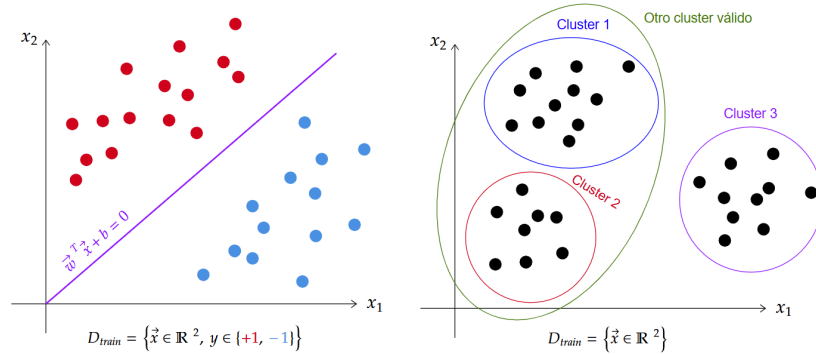 x₂
w⃗ᵀx⃗ + b = 0
x₁
D_train = {x⃗ ∈ ℝ², y ∈ {+1, −1}}
Otro cluster válido
Cluster 1
x₂
Cluster 3
Cluster 2
x₁
D_train = {x⃗ ∈ ℝ²}